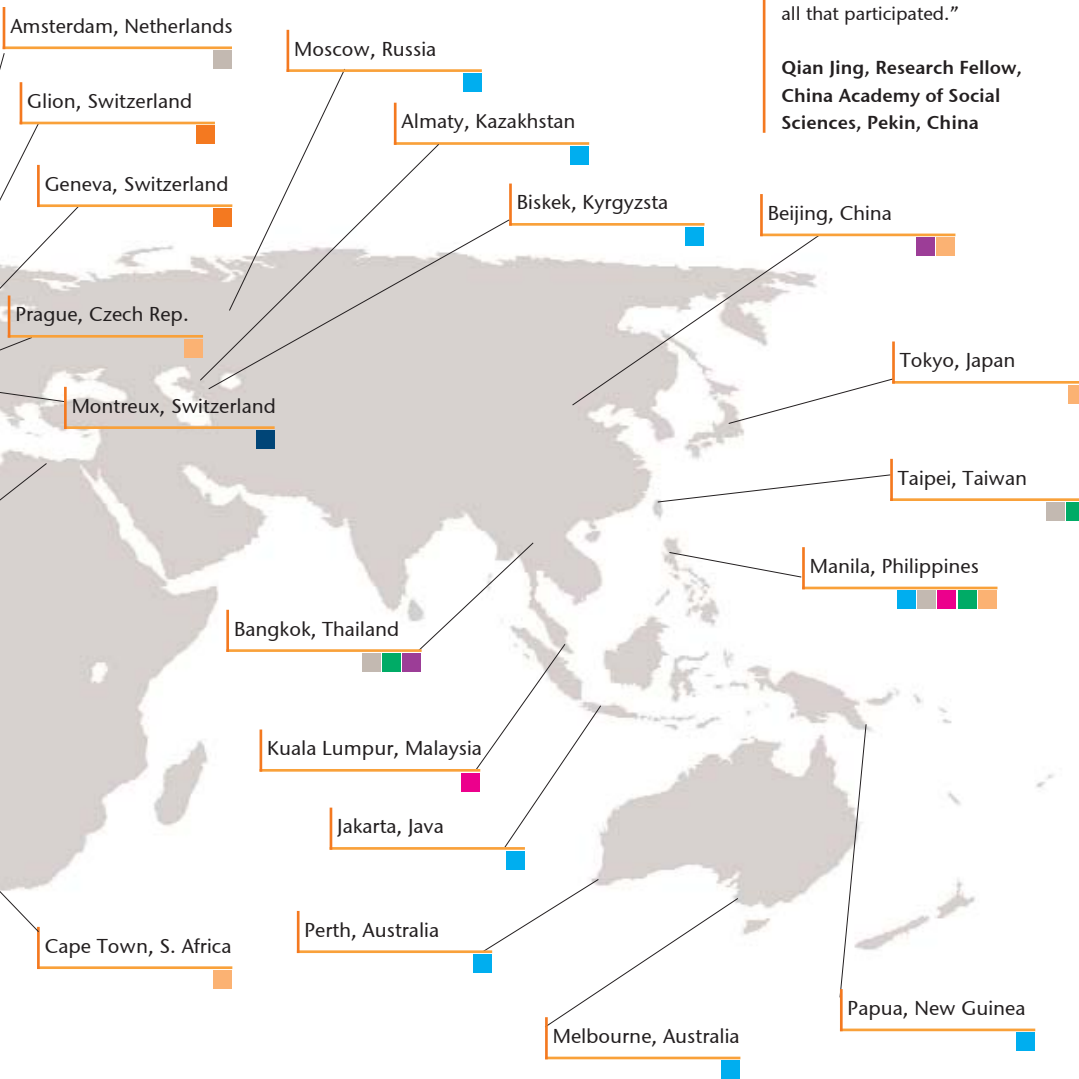 Amsterdam, Netherlands
all that participated.”
Moscow, Russia
Qian Jing, Research Fellow,
China Academy of Social
Sciences, Pekin, China
Glion, Switzerland
Almaty, Kazakhstan
Geneva, Switzerland
Biskek, Kyrgyzsta
Beijing, China
Prague, Czech Rep.
Tokyo, Japan
Montreux, Switzerland
Taipei, Taiwan
Manila, Philippines
Bangkok, Thailand
Kuala Lumpur, Malaysia
Jakarta, Java
Perth, Australia
Cape Town, S. Africa
Papua, New Guinea
Melbourne, Australia